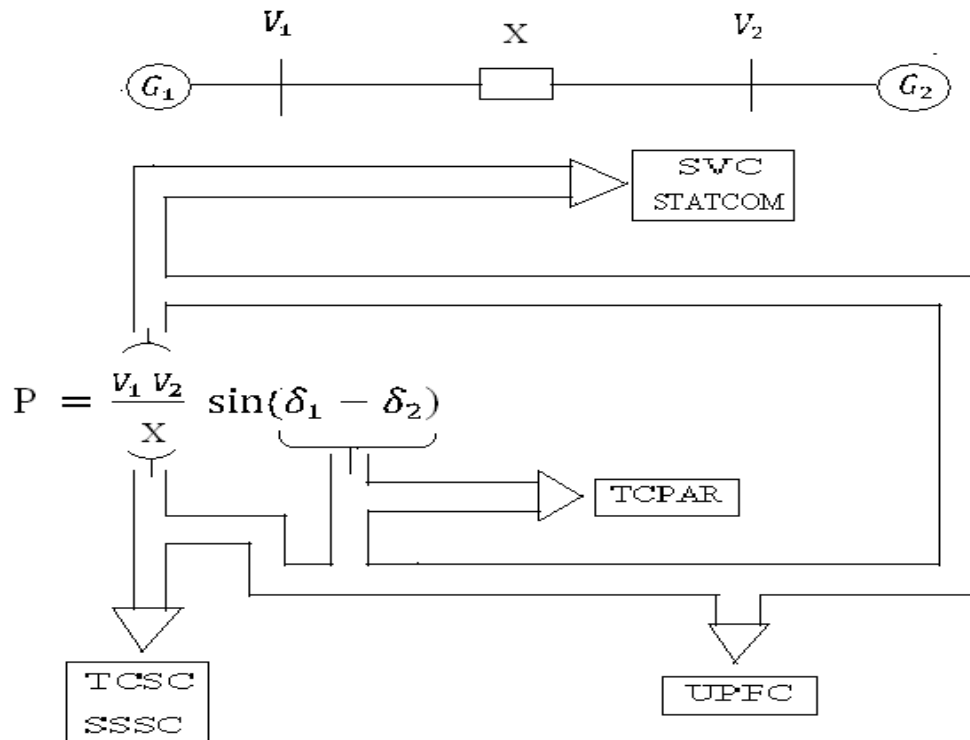 V₁ X V₂
G₁ G₂
SVC
STATCOM
P = V₁ V₂ / X sin(δ₁ − δ₂)
TCPAR
TCSC
SSSC
UPFC